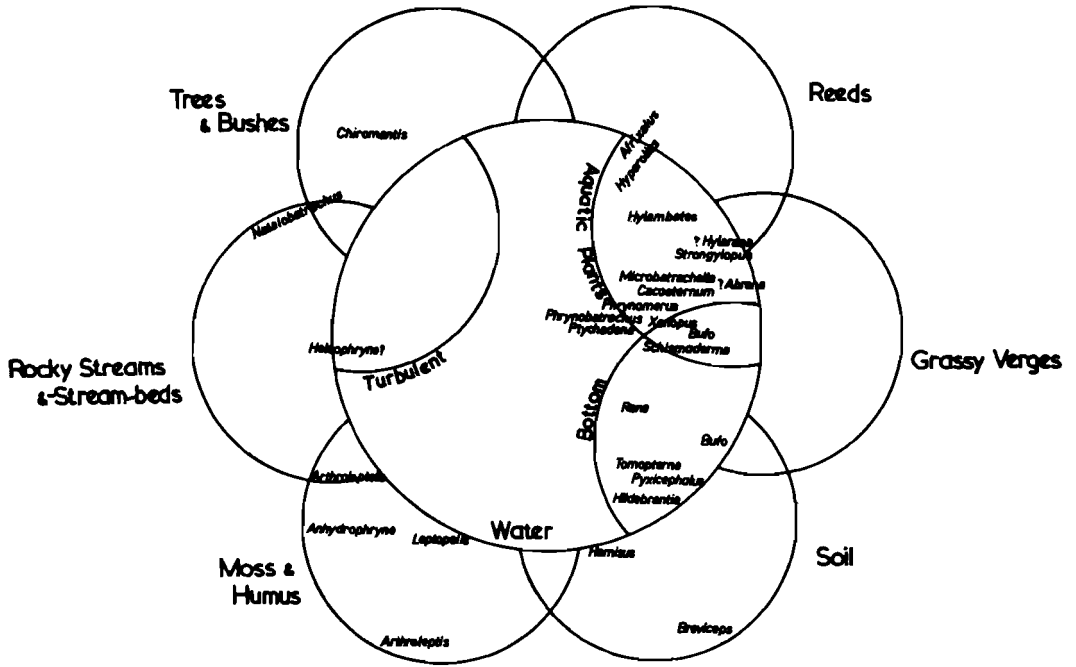 Trees
& Bushes
Reeds
Chiromantis
Afrixalus
Hyperolius
Aquatic Plants
Natalobatrachus
Hylambates
? Hylarana
Strongylopus
Microbatrachella
? Abrana
Cacosternum
Phrynomerus
Phrynobatrachus
Xenopus
Ptychadena
Bufo
Schismaderma
Heleophryne?
Turbulent
Rocky Streams
&-Stream-beds
Grassy Verges
Bottom
Rana
Bufo
Tomopterna
Pyxicephalus
Hildebrantia
Arthroleptella
Anhydrophryne
Leptopelis
Water
Hemisus
Moss &
Humus
Soil
Arthroleptis
Breviceps